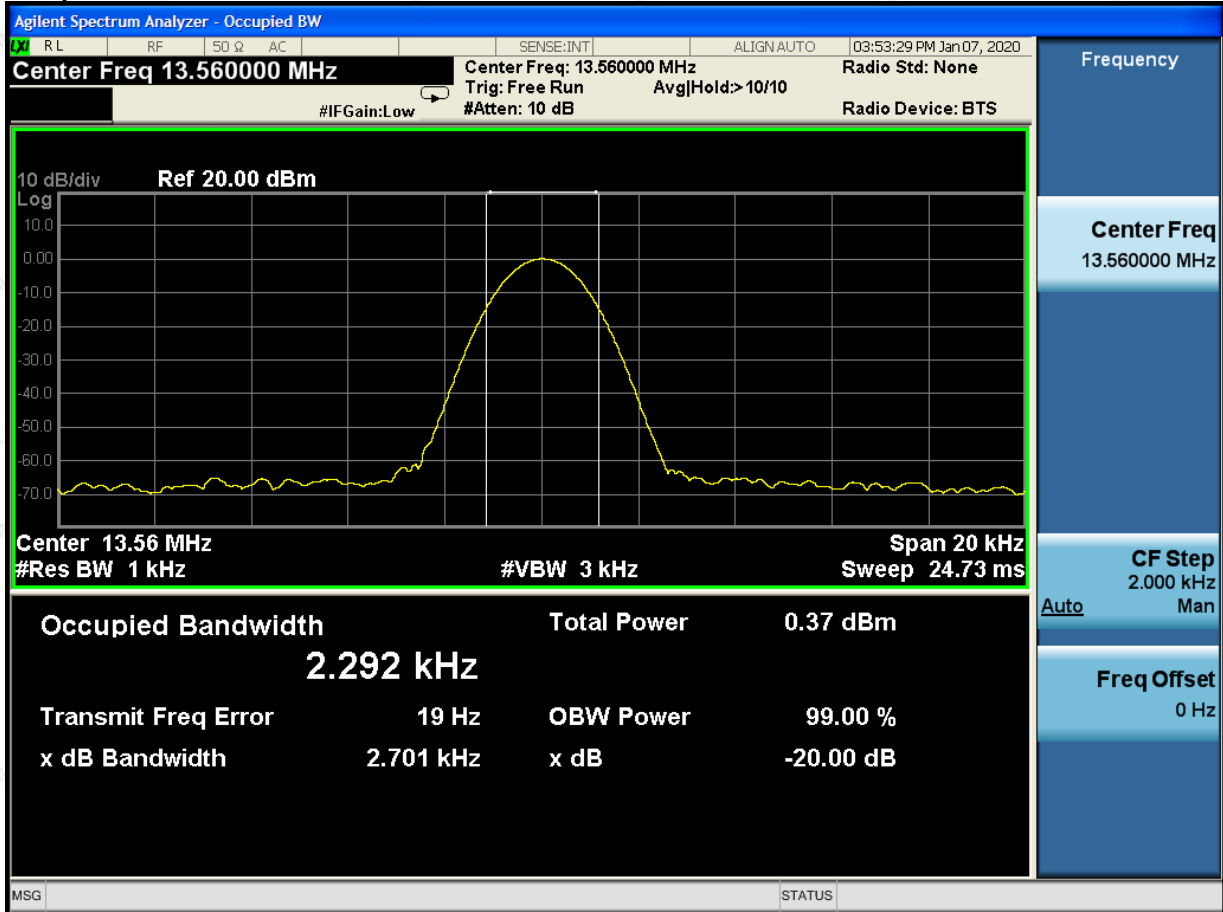 Agilent Spectrum Analyzer - Occupied BW
LXI RL RF 50 Ω AC SENSE:INT ALIGN AUTO 03:53:29 PM Jan 07, 2020
Center Freq 13.560000 MHz
Center Freq: 13.560000 MHz
Radio Std: None
Trig: Free Run Avg|Hold:> 10/10
#IFGain:Low
#Atten: 10 dB
Radio Device: BTS
10 dB/div Ref 20.00 dBm
Log
10.0
0.00
-10.0
-20.0
-30.0
-40.0
-50.0
-60.0
-70.0
Center 13.56 MHz Span 20 kHz
#Res BW 1 kHz #VBW 3 kHz Sweep 24.73 ms
Occupied Bandwidth Total Power 0.37 dBm
2.292 kHz
Transmit Freq Error 19 Hz OBW Power 99.00 %
x dB Bandwidth 2.701 kHz x dB -20.00 dB
Frequency
Center Freq
13.560000 MHz
CF Step
2.000 kHz
Auto Man
Freq Offset
0 Hz
MSG STATUS